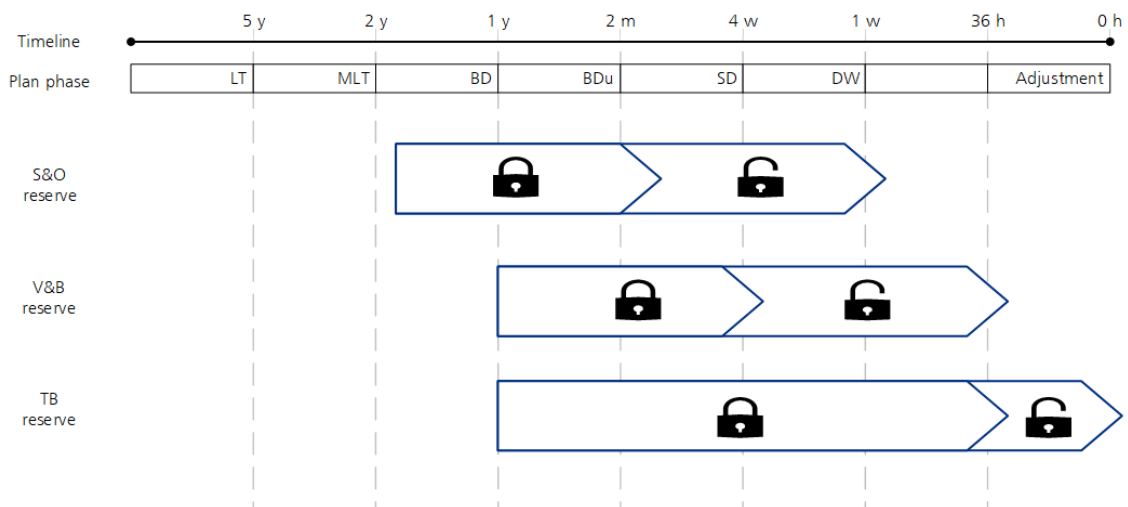 5 y 2 y 1 y 2 m 4 w 1 w 36 h 0 h
Timeline
Plan phase LT MLT BD BDu SD DW Adjustment
S&O
reserve
V&B
reserve
TB
reserve